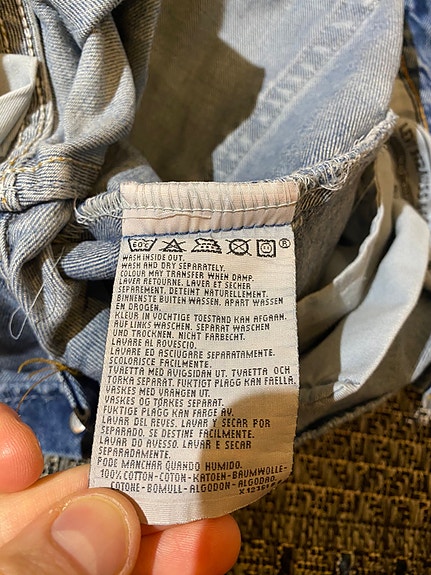 60°C ®
WASH INSIDE OUT.
WASH AND DRY SEPARATELY.
COLOUR MAY TRANSFER WHEN DAMP.
LAVER RETOURNE. LAVER ET SECHER
SEPAREMENT. DETEINT NATURELLEMENT.
BINNENSTE BUITEN WASSEN. APART WASSEN
EN DROGEN.
KLEUR IN VOCHTIGE TOESTAND KAN AFGAAN.
AUF LINKS WASCHEN. SEPARAT WASCHEN
UND TROCKNEN. NICHT FARBECHT.
LAVARE AL ROVESCIO.
LAVARE ED ASCIUGARE SEPARATAMENTE.
SCOLORISCE FACILMENTE.
TVAETTA MED AVIGSIDAN UT. TVAETTA OCH
TORKA SEPARAT. FUKTIGT PLAGG KAN FAELLA.
VASKES MED VRANGEN UT.
VASKES OG TØRKES SEPARAT.
FUKTIGE PLAGG KAN FARGE AV.
LAVAR DEL REVES. LAVAR Y SECAR POR
SEPARADO. SE DESTINE FACILMENTE.
LAVAR DO AVESSO. LAVAR E SECAR
SEPARADAMENTE.
PODE MANCHAR QUANDO HUMIDO.
100% COTTON-COTON-KATOEN-BAUMWOLLE-
COTONE-BOMULL-ALGODON-ALGODAO.